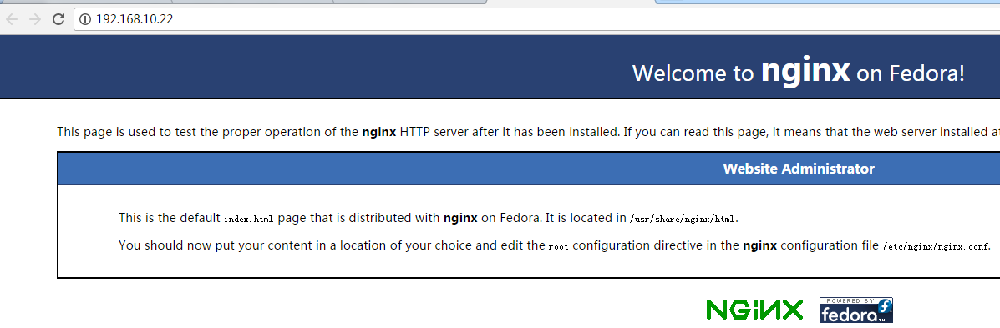 192.168.10.22
Welcome to nginx on Fedora!
This page is used to test the proper operation of the nginx HTTP server after it has been installed. If you can read this page, it means that the web server installed
Website Administrator
This is the default index.html page that is distributed with nginx on Fedora. It is located in /usr/share/nginx/html.
You should now put your content in a location of your choice and edit the root configuration directive in the nginx configuration file /etc/nginx/nginx.conf.
NGINX
POWERED BY
fedora™